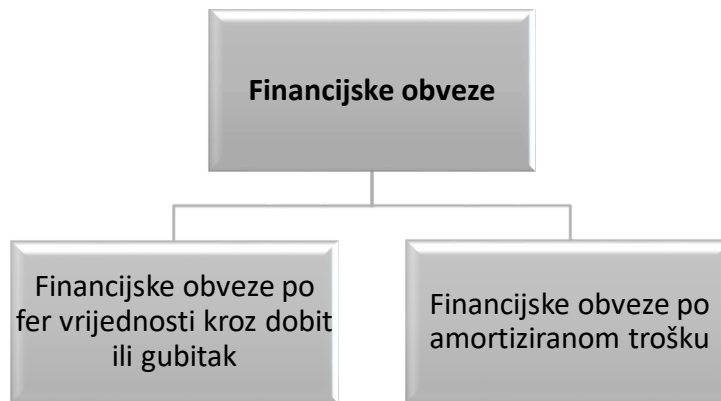 Financijske obveze
Financijske obveze po
fer vrijednosti kroz dobit
ili gubitak
Financijske obveze po
amortiziranom trošku